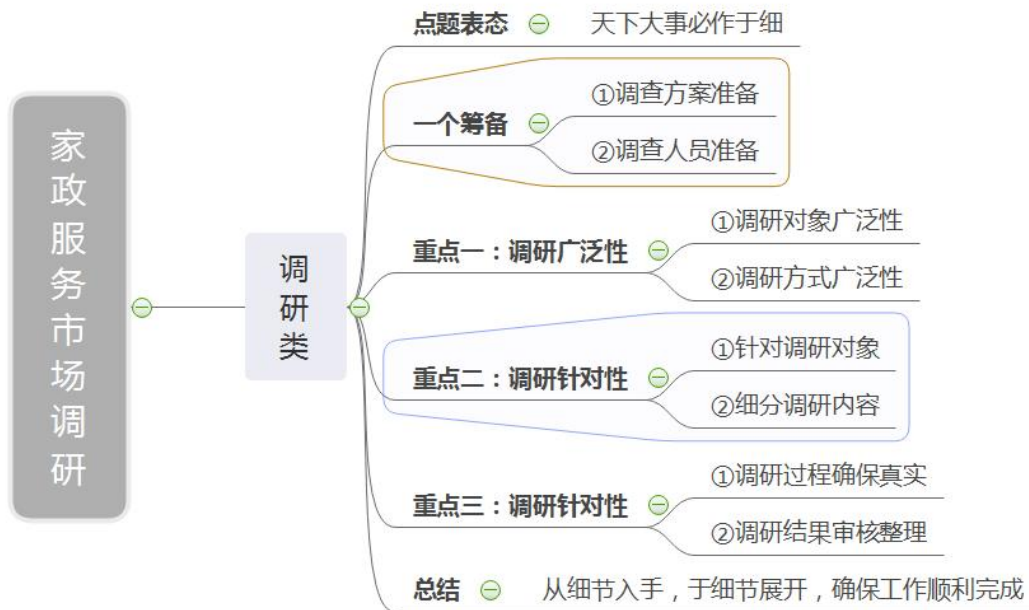 家政服务市场调研
调研类
点题表态
天下大事必作于细
一个筹备
①调查方案准备
②调查人员准备
重点一：调研广泛性
①调研对象广泛性
②调研方式广泛性
重点二：调研针对性
①针对调研对象
②细分调研内容
重点三：调研针对性
①调研过程确保真实
②调研结果审核整理
总结
从细节入手，于细节展开，确保工作顺利完成